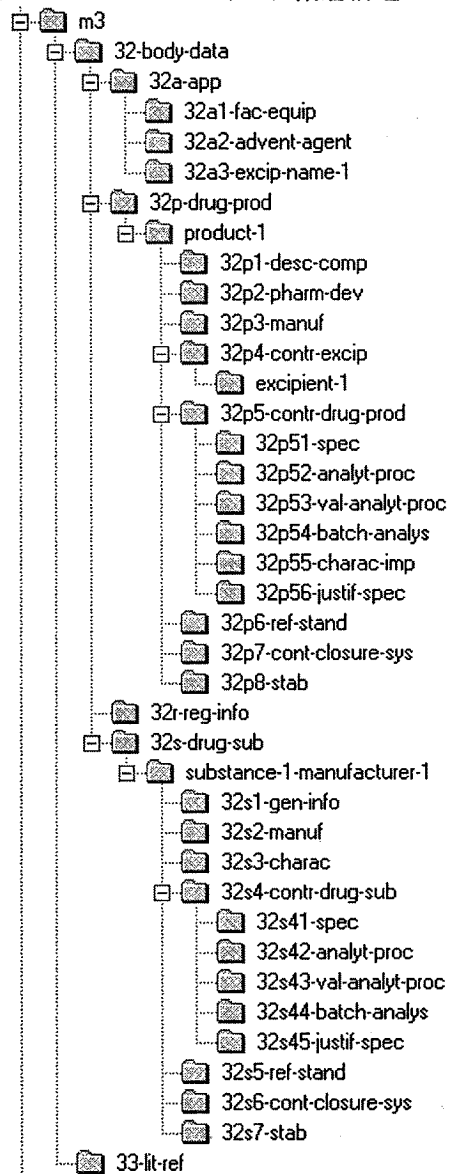 m3
32-body-data
32a-app
32a1-fac-equip
32a2-advent-agent
32a3-excip-name-1
32p-drug-prod
product-1
32p1-desc-comp
32p2-pharm-dev
32p3-manuf
32p4-contr-excip
excipient-1
32p5-contr-drug-prod
32p51-spec
32p52-analyt-proc
32p53-val-analyt-proc
32p54-batch-analys
32p55-charac-imp
32p56-justif-spec
32p6-ref-stand
32p7-cont-closure-sys
32p8-stab
32r-reg-info
32s-drug-sub
substance-1-manufacturer-1
32s1-gen-info
32s2-manuf
32s3-charac
32s4-contr-drug-sub
32s41-spec
32s42-analyt-proc
32s43-val-analyt-proc
32s44-batch-analys
32s45-justif-spec
32s5-ref-stand
32s6-cont-closure-sys
32s7-stab
33-lit-ref